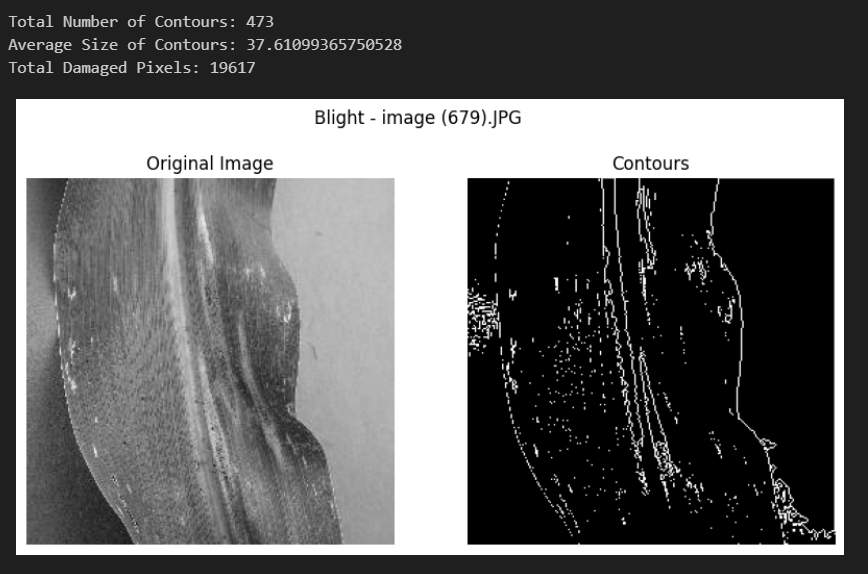 Total Number of Contours: 473
Average Size of Contours: 37.61099365750528
Total Damaged Pixels: 19617
Blight - image (679).JPG
Original Image
Contours